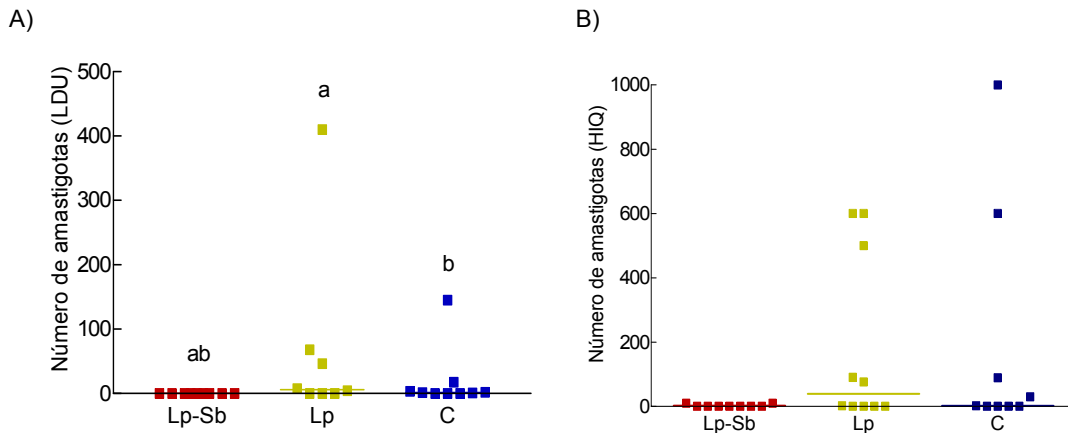 A)
Número de amastigotas (LDU)
500
400
300
200
100
0
a
b
ab
Lp-Sb
Lp
C
B)
Número de amastigotas (HIQ)
1000
800
600
400
200
0
Lp-Sb
Lp
C